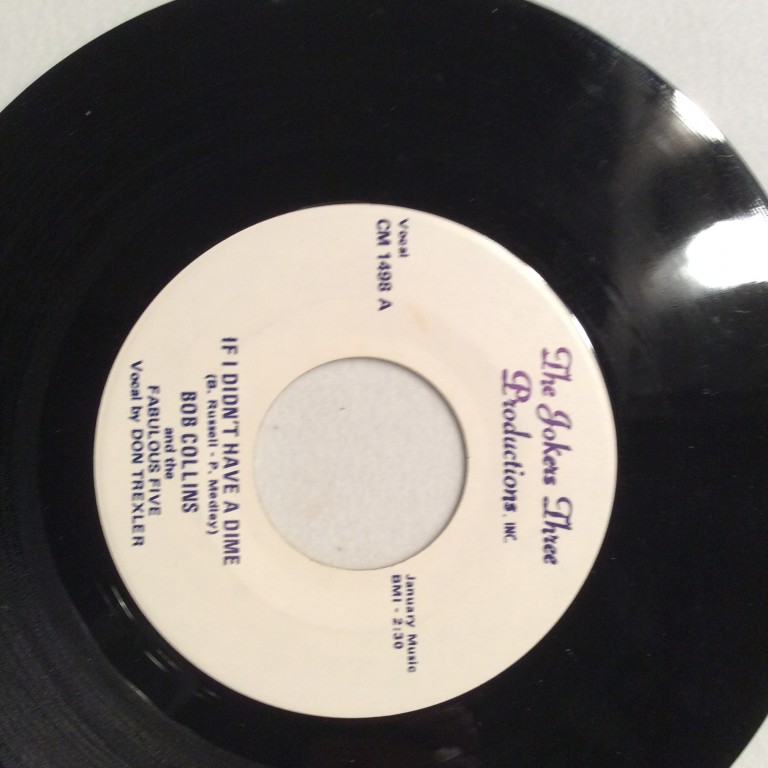 The Jokers Three
Productions, INC.
Vocal
CM 1498 A
January Music
BMI - 2:30
IF I DIDN'T HAVE A DIME
(B. Russell - P. Medley)
BOB COLLINS
and the
FABULOUS FIVE
Vocal by DON TREXLER